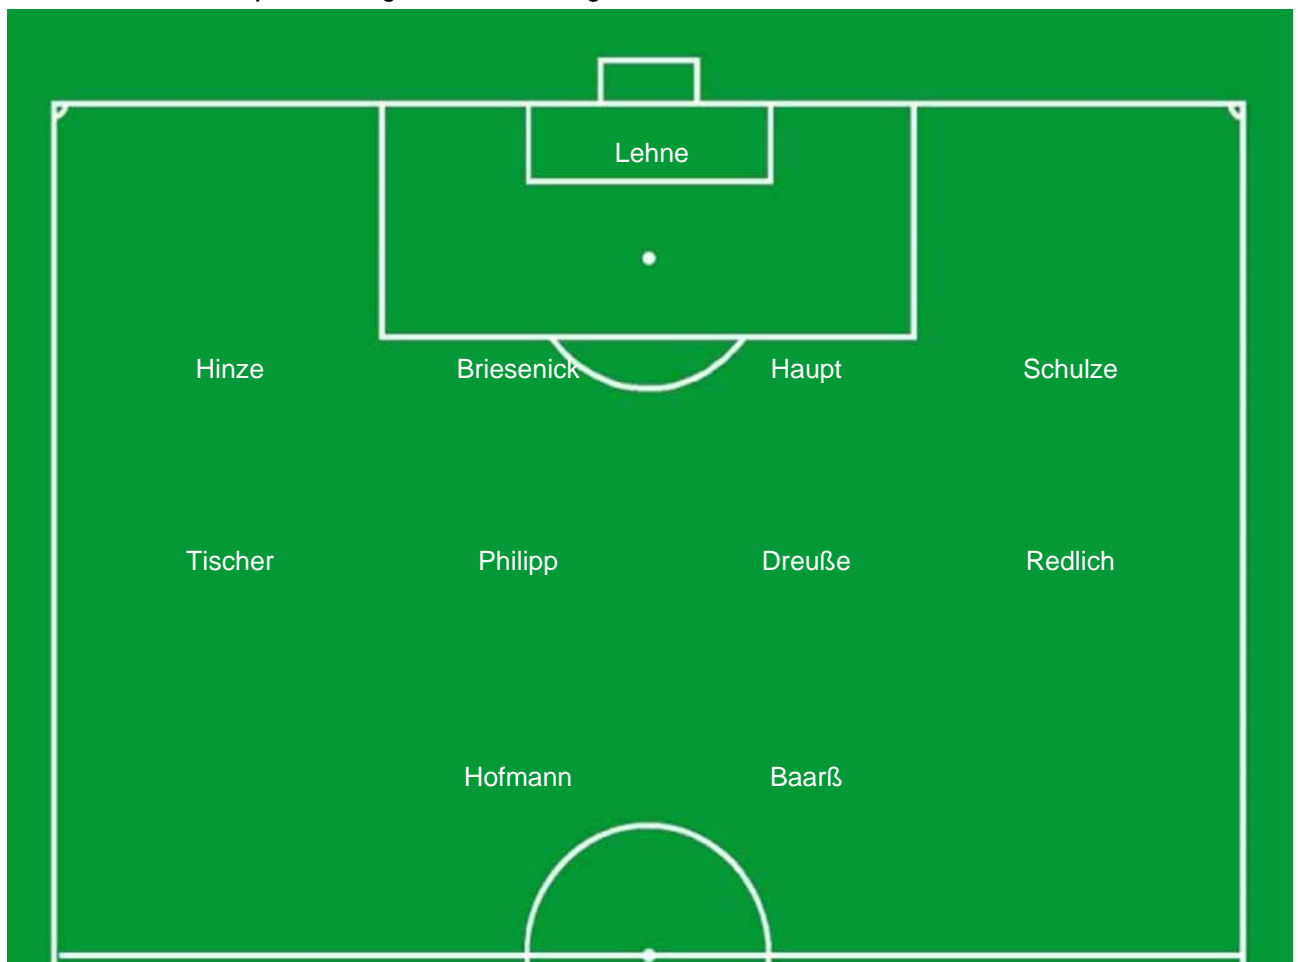 Lehne
Hinze Briesenick Haupt Schulze
Tischer Philipp Dreuße Redlich
Hofmann Baarß